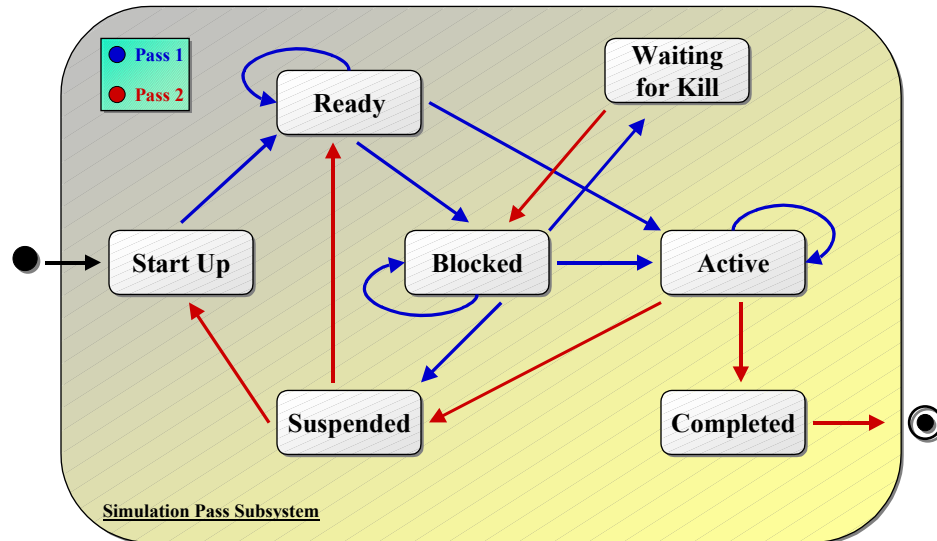 Pass 1
Pass 2
Ready
Waiting
for Kill
Start Up
Blocked
Active
Suspended
Completed
Simulation Pass Subsystem